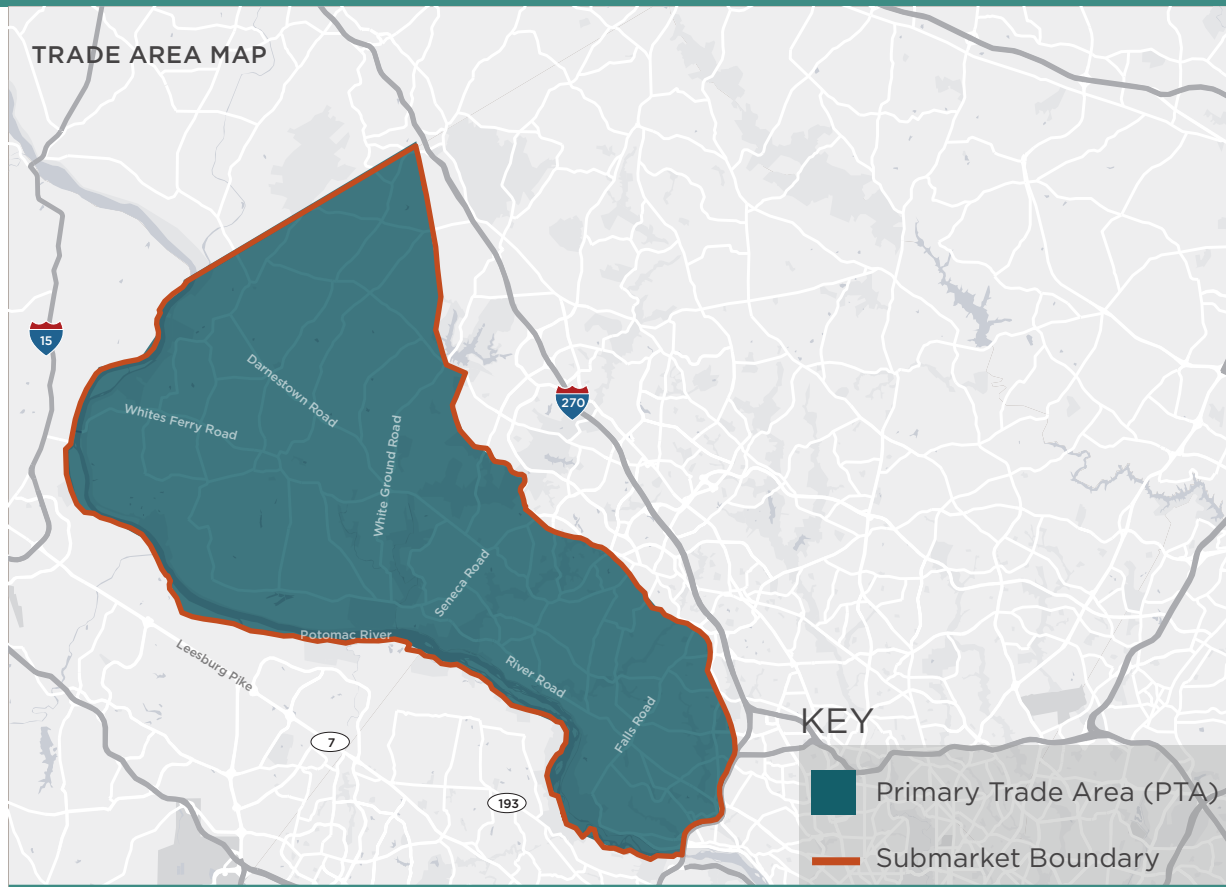 TRADE AREA MAP
15
270
Darnestown Road
Whites Ferry Road
White Ground Road
Seneca Road
Potomac River
Leesburg Pike
River Road
Falls Road
7
193
KEY
Primary Trade Area (PTA)
Submarket Boundary